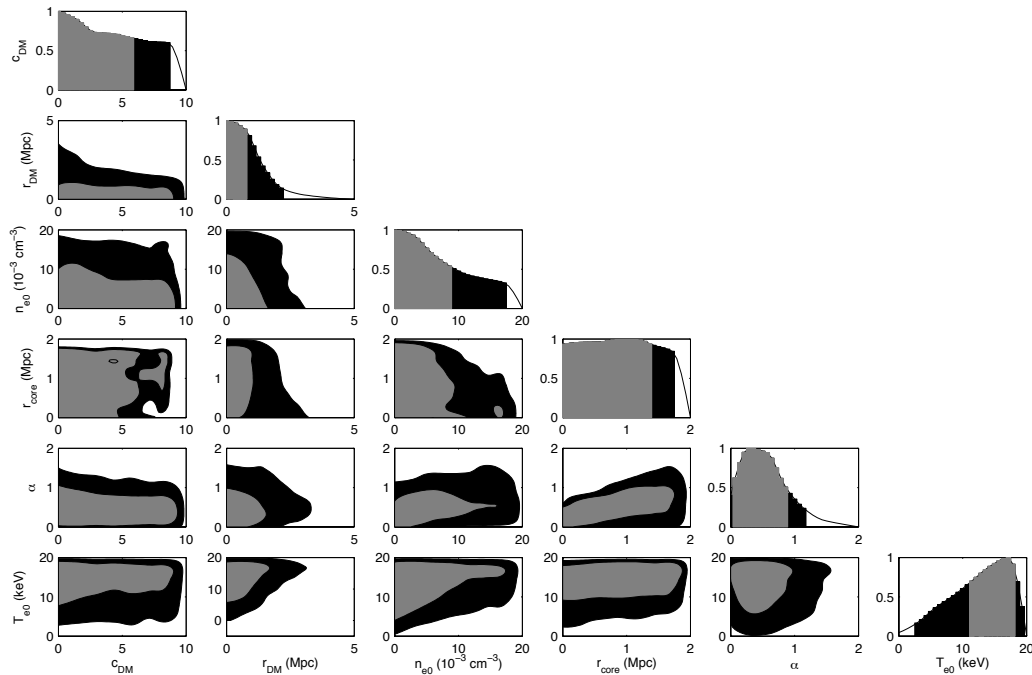 c_DM
1
0.5
0
0 5 10
r_DM (Mpc)
5 1
0.5
0 0
0 5 10 0 5
n_e0 (10^-3 cm^-3)
20 20 1
10 10 0.5
0 0 0
0 5 10 0 5 0 10 20
r_core (Mpc)
2 2 2 1
1 1 1 0.5
0 0 0 0
0 5 10 0 5 0 10 20 0 1 2
α
2 2 2 2 1
1 1 1 1 0.5
0 0 0 0 0
0 5 10 0 5 0 10 20 0 1 2 0 1 2
T_e0 (keV)
20 20 20 20 20 1
10 10 10 10 10 0.5
0 0 0 0 0 0
0 5 10 0 5 0 10 20 0 1 2 0 1 2 0 10 20
c_DM r_DM (Mpc) n_e0 (10^-3 cm^-3) r_core (Mpc) α T_e0 (keV)